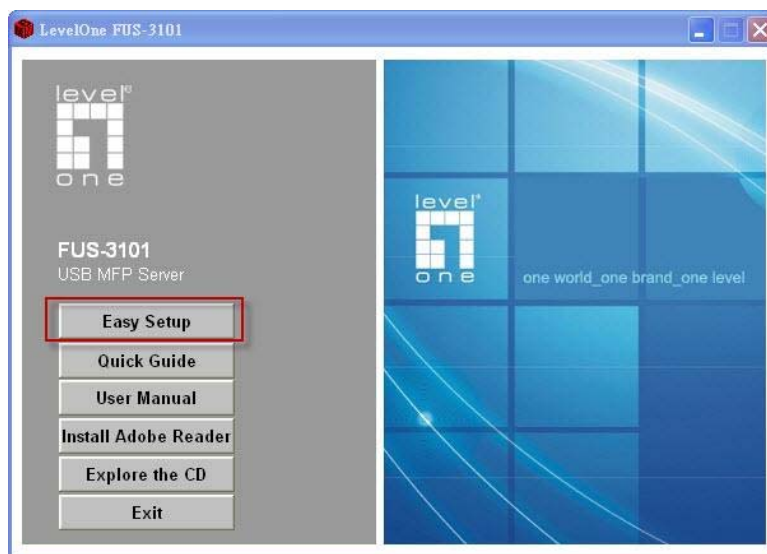 LevelOne FUS-3101
level®
one
FUS-3101
USB MFP Server
Easy Setup
Quick Guide
User Manual
Install Adobe Reader
Explore the CD
Exit
level®
one
one world_one brand_one level